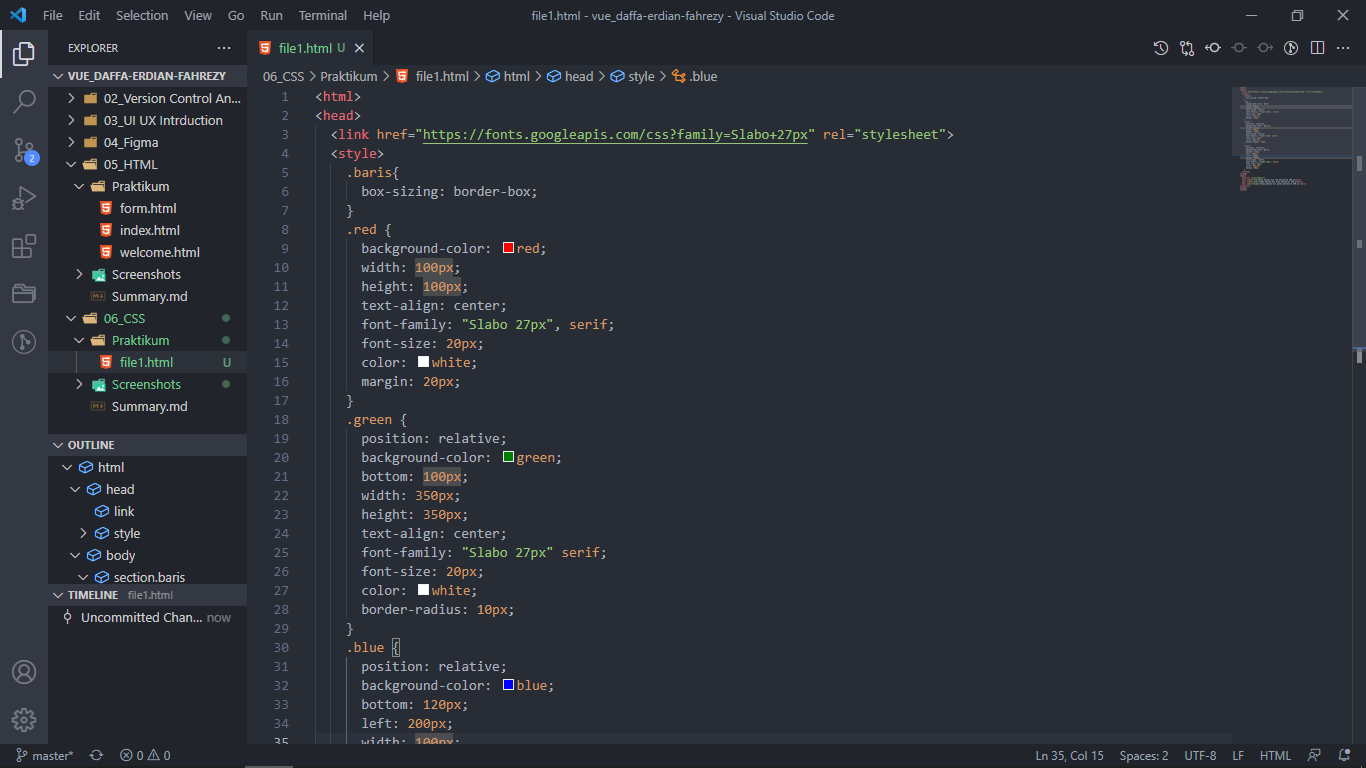 File Edit Selection View Go Run Terminal Help
file1.html - vue_daffa-erdian-fahrezy - Visual Studio Code
EXPLORER
VUE_DAFFA-ERDIAN-FAHREZY
02_Version Control An...
03_UI UX Intrduction
04_Figma
05_HTML
Praktikum
form.html
index.html
welcome.html
Screenshots
Summary.md
06_CSS
Praktikum
file1.html U
Screenshots
Summary.md
OUTLINE
html
head
link
style
body
section.baris
TIMELINE file1.html
Uncommitted Chan... now
2
file1.html U
06_CSS > Praktikum > file1.html > html > head > style > .blue
1 <html>
2 <head>
3 <link href="https://fonts.googleapis.com/css?family=Slabo+27px" rel="stylesheet">
4 <style>
5 .baris{
6 box-sizing: border-box;
7 }
8 .red {
9 background-color: red;
10 width: 100px;
11 height: 100px;
12 text-align: center;
13 font-family: "Slabo 27px", serif;
14 font-size: 20px;
15 color: white;
16 margin: 20px;
17 }
18 .green {
19 position: relative;
20 background-color: green;
21 bottom: 100px;
22 width: 350px;
23 height: 350px;
24 text-align: center;
25 font-family: "Slabo 27px" serif;
26 font-size: 20px;
27 color: white;
28 border-radius: 10px;
29 }
30 .blue {
31 position: relative;
32 background-color: blue;
33 bottom: 120px;
34 left: 200px;
35 width: 100px;
master* 0 0
Ln 35, Col 15 Spaces: 2 UTF-8 LF HTML